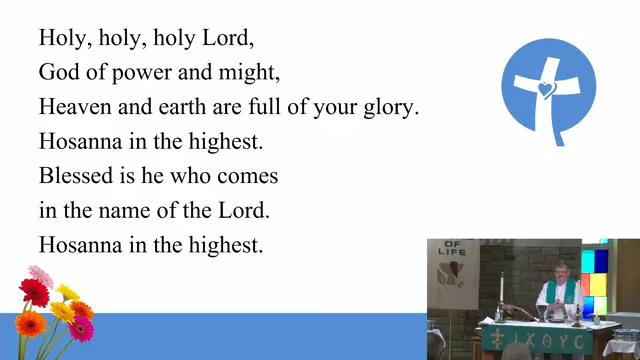 Holy, holy, holy Lord,
God of power and might,
Heaven and earth are full of your glory.
Hosanna in the highest.
Blessed is he who comes
in the name of the Lord.
Hosanna in the highest.
OF
LIFE
ΙΧΘΥC